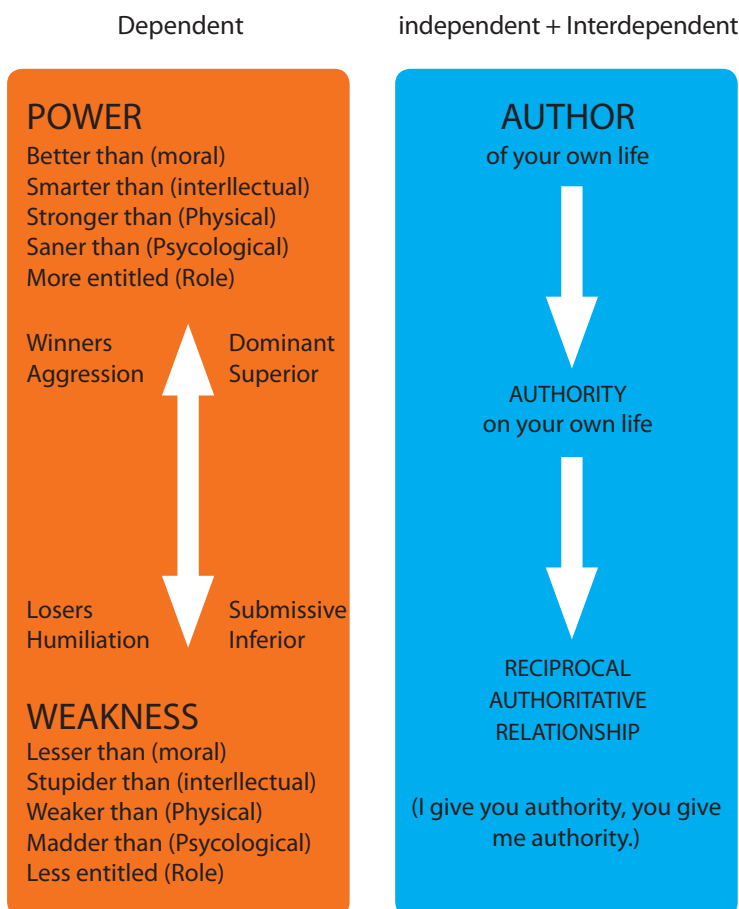 Dependent
independent + Interdependent
POWER
Better than (moral)
Smarter than (interllectual)
Stronger than (Physical)
Saner than (Psycological)
More entitled (Role)
Winners
Aggression
Dominant
Superior
Losers
Humiliation
Submissive
Inferior
WEAKNESS
Lesser than (moral)
Stupider than (interllectual)
Weaker than (Physical)
Madder than (Psycological)
Less entitled (Role)
AUTHOR
of your own life
AUTHORITY
on your own life
RECIPROCAL
AUTHORITATIVE
RELATIONSHIP
(I give you authority, you give
me authority.)